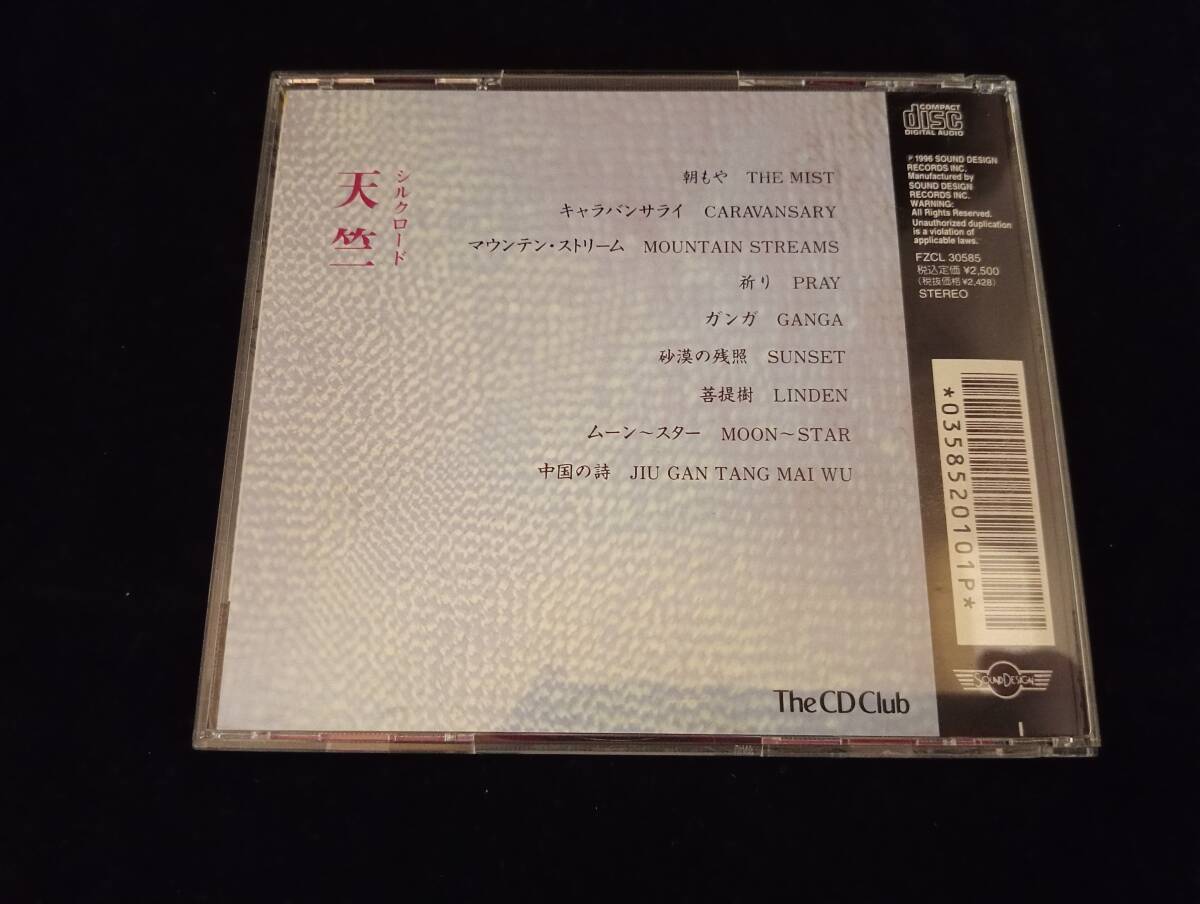 シルクロード
天竺
朝もや THE MIST
キャラバンサライ CARAVANSARY
マウンテン・ストリーム MOUNTAIN STREAMS
祈り PRAY
ガンガ GANGA
砂漠の残照 SUNSET
菩提樹 LINDEN
ムーン～スター MOON～STAR
中国の詩 JIU GAN TANG MAI WU
The CD Club
COMPACT
disc
DIGITAL AUDIO
Ⓟ1996 SOUND DESIGN
RECORDS INC.
Manufactured by
SOUND DESIGN
RECORDS INC.
WARNING:
All Rights Reserved.
Unauthorized duplication
is a violation of
applicable laws.
FZCL 30585
税込定価 ¥2,500
(税抜価格 ¥2,428)
STEREO
*0358520101P*
SOUND DESIGN